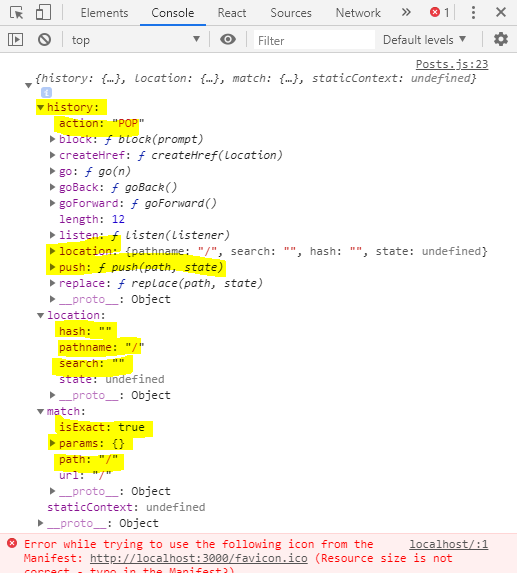 Elements Console React Sources Network » 1
top Filter Default levels
Posts.js:23
{history: {…}, location: {…}, match: {…}, staticContext: undefined}
i
history:
action: "POP"
block: ƒ block(prompt)
createHref: ƒ createHref(location)
go: ƒ go(n)
goBack: ƒ goBack()
goForward: ƒ goForward()
length: 12
listen: ƒ listen(listener)
location: {pathname: "/", search: "", hash: "", state: undefined}
push: ƒ push(path, state)
replace: ƒ replace(path, state)
__proto__: Object
location:
hash: ""
pathname: "/"
search: ""
state: undefined
__proto__: Object
match:
isExact: true
params: {}
path: "/"
url: "/"
__proto__: Object
staticContext: undefined
__proto__: Object
Error while trying to use the following icon from the localhost/:1
Manifest: http://localhost:3000/favicon.ico (Resource size is not
correct - typo in the Manifest?)